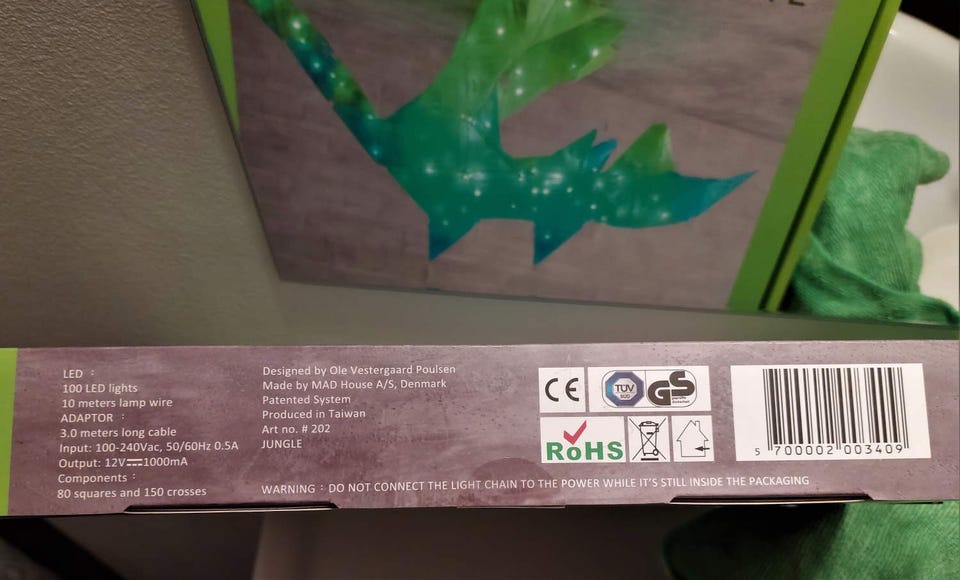 LED :
100 LED lights
10 meters lamp wire
ADAPTOR :
3,0 meters long cable
Input: 100-240Vac, 50/60Hz 0.5A
Output: 12V⎓1000mA
Components :
80 squares and 150 crosses
Designed by Ole Vestergaard Poulsen
Made by MAD House A/S, Denmark
Patented System
Produced in Taiwan
Art no. # 202
JUNGLE
WARNING : DO NOT CONNECT THE LIGHT CHAIN TO THE POWER WHILE IT'S STILL INSIDE THE PACKAGING
CE
TÜV
SÜD
GS
RoHS
5 700002 003409